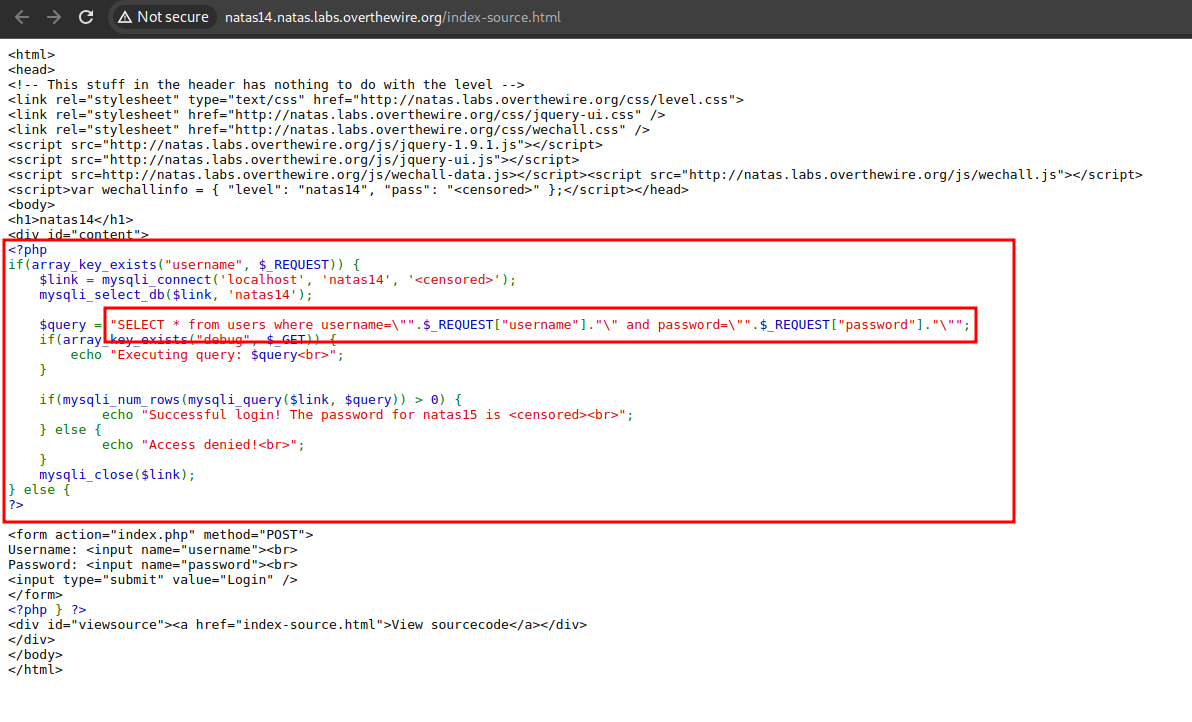 Not secure natas14.natas.labs.overthewire.org/index-source.html
<html>
<head>
<!-- This stuff in the header has nothing to do with the level -->
<link rel="stylesheet" type="text/css" href="http://natas.labs.overthewire.org/css/level.css">
<link rel="stylesheet" href="http://natas.labs.overthewire.org/css/jquery-ui.css" />
<link rel="stylesheet" href="http://natas.labs.overthewire.org/css/wechall.css" />
<script src="http://natas.labs.overthewire.org/js/jquery-1.9.1.js"></script>
<script src="http://natas.labs.overthewire.org/js/jquery-ui.js"></script>
<script src=http://natas.labs.overthewire.org/js/wechall-data.js></script><script src="http://natas.labs.overthewire.org/js/wechall.js"></script>
<script>var wechallinfo = { "level": "natas14", "pass": "<censored>" };</script></head>
<body>
<h1>natas14</h1>
<div id="content">
<?php
if(array_key_exists("username", $_REQUEST)) {
    $link = mysqli_connect('localhost', 'natas14', '<censored>');
    mysqli_select_db($link, 'natas14');

    $query = "SELECT * from users where username=\"".$_REQUEST["username"]."\" and password=\"".$_REQUEST["password"]."\"";
    if(array_key_exists("debug", $_GET)) {
        echo "Executing query: $query<br>";
    }

    if(mysqli_num_rows(mysqli_query($link, $query)) > 0) {
            echo "Successful login! The password for natas15 is <censored><br>";
    } else {
            echo "Access denied!<br>";
    }
    mysqli_close($link);
} else {
?>

<form action="index.php" method="POST">
Username: <input name="username"><br>
Password: <input name="password"><br>
<input type="submit" value="Login" />
</form>
<?php } ?>
<div id="viewsource"><a href="index-source.html">View sourcecode</a></div>
</div>
</body>
</html>